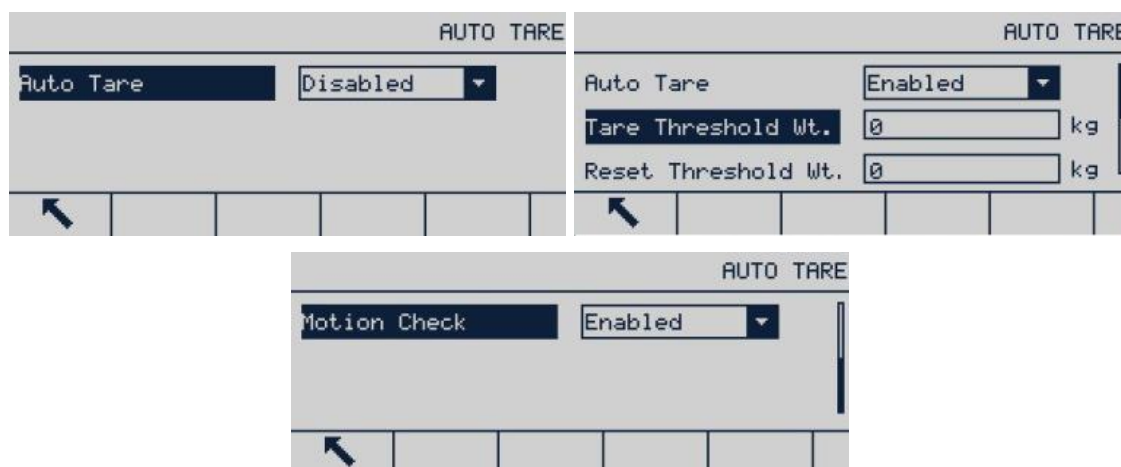 AUTO TARE
Auto Tare Disabled
AUTO TARE
Auto Tare Enabled
Tare Threshold Wt. 0 kg
Reset Threshold Wt. 0 kg
AUTO TARE
Motion Check Enabled